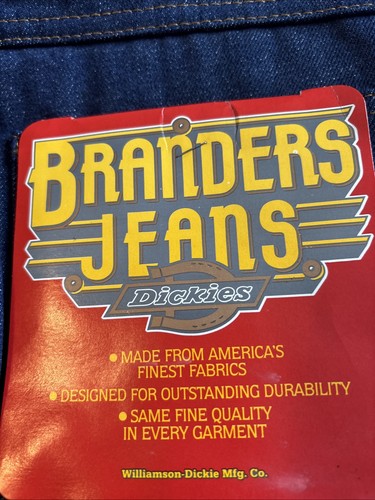 BRANDERS
JEANS
Dickies
• MADE FROM AMERICA'S
FINEST FABRICS
• DESIGNED FOR OUTSTANDING DURABILITY
• SAME FINE QUALITY
IN EVERY GARMENT
Williamson-Dickie Mfg. Co.